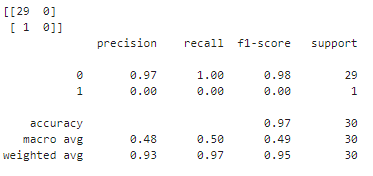 [[29 0]
[ 1 0]]
precision recall f1-score support
0 0.97 1.00 0.98 29
1 0.00 0.00 0.00 1
accuracy 0.97 30
macro avg 0.48 0.50 0.49 30
weighted avg 0.93 0.97 0.95 30